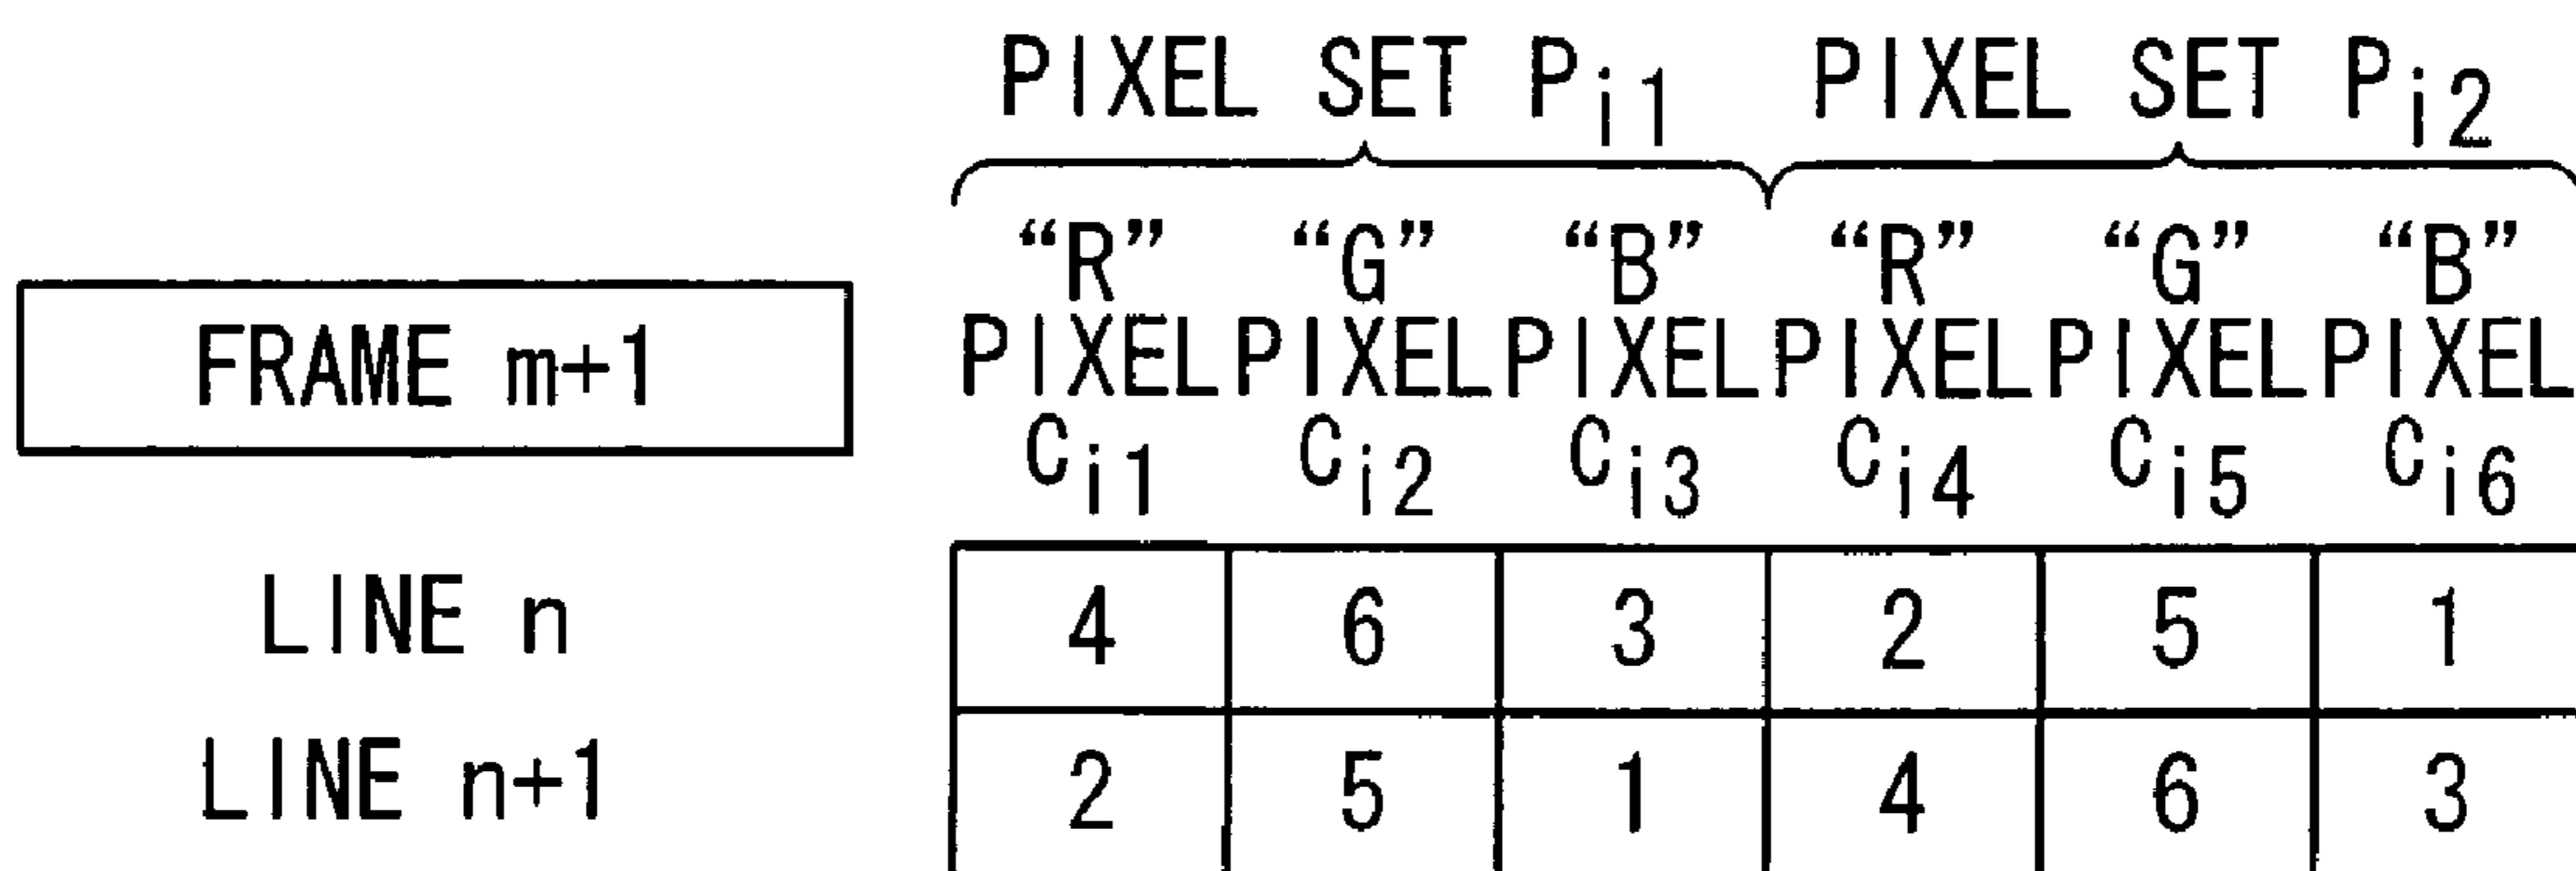 PIXEL SET Pi1 PIXEL SET Pi2
“R” “G” “B” “R” “G” “B”
FRAME m+1 PIXEL PIXEL PIXEL PIXEL PIXEL PIXEL
Ci1 Ci2 Ci3 Ci4 Ci5 Ci6
LINE n 4 6 3 2 5 1
LINE n+1 2 5 1 4 6 3